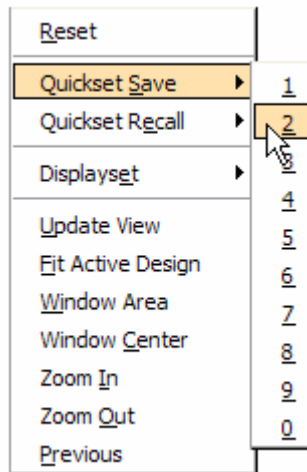 Reset
Quickset Save
Quickset Recall
Displayset
Update View
Fit Active Design
Window Area
Window Center
Zoom In
Zoom Out
Previous
1
2
3
4
5
6
7
8
9
0